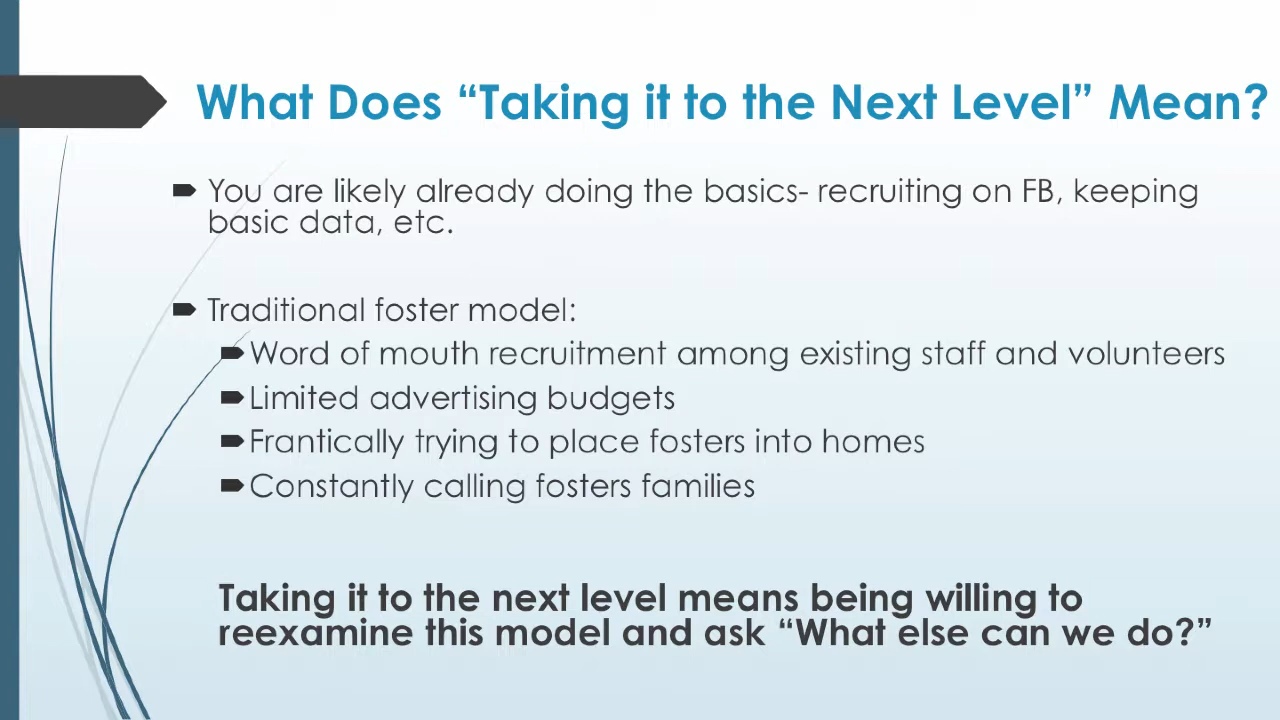 What Does “Taking it to the Next Level” Mean?
You are likely already doing the basics- recruiting on FB, keeping
basic data, etc.
Traditional foster model:
Word of mouth recruitment among existing staff and volunteers
Limited advertising budgets
Frantically trying to place fosters into homes
Constantly calling fosters families
Taking it to the next level means being willing to
reexamine this model and ask “What else can we do?”